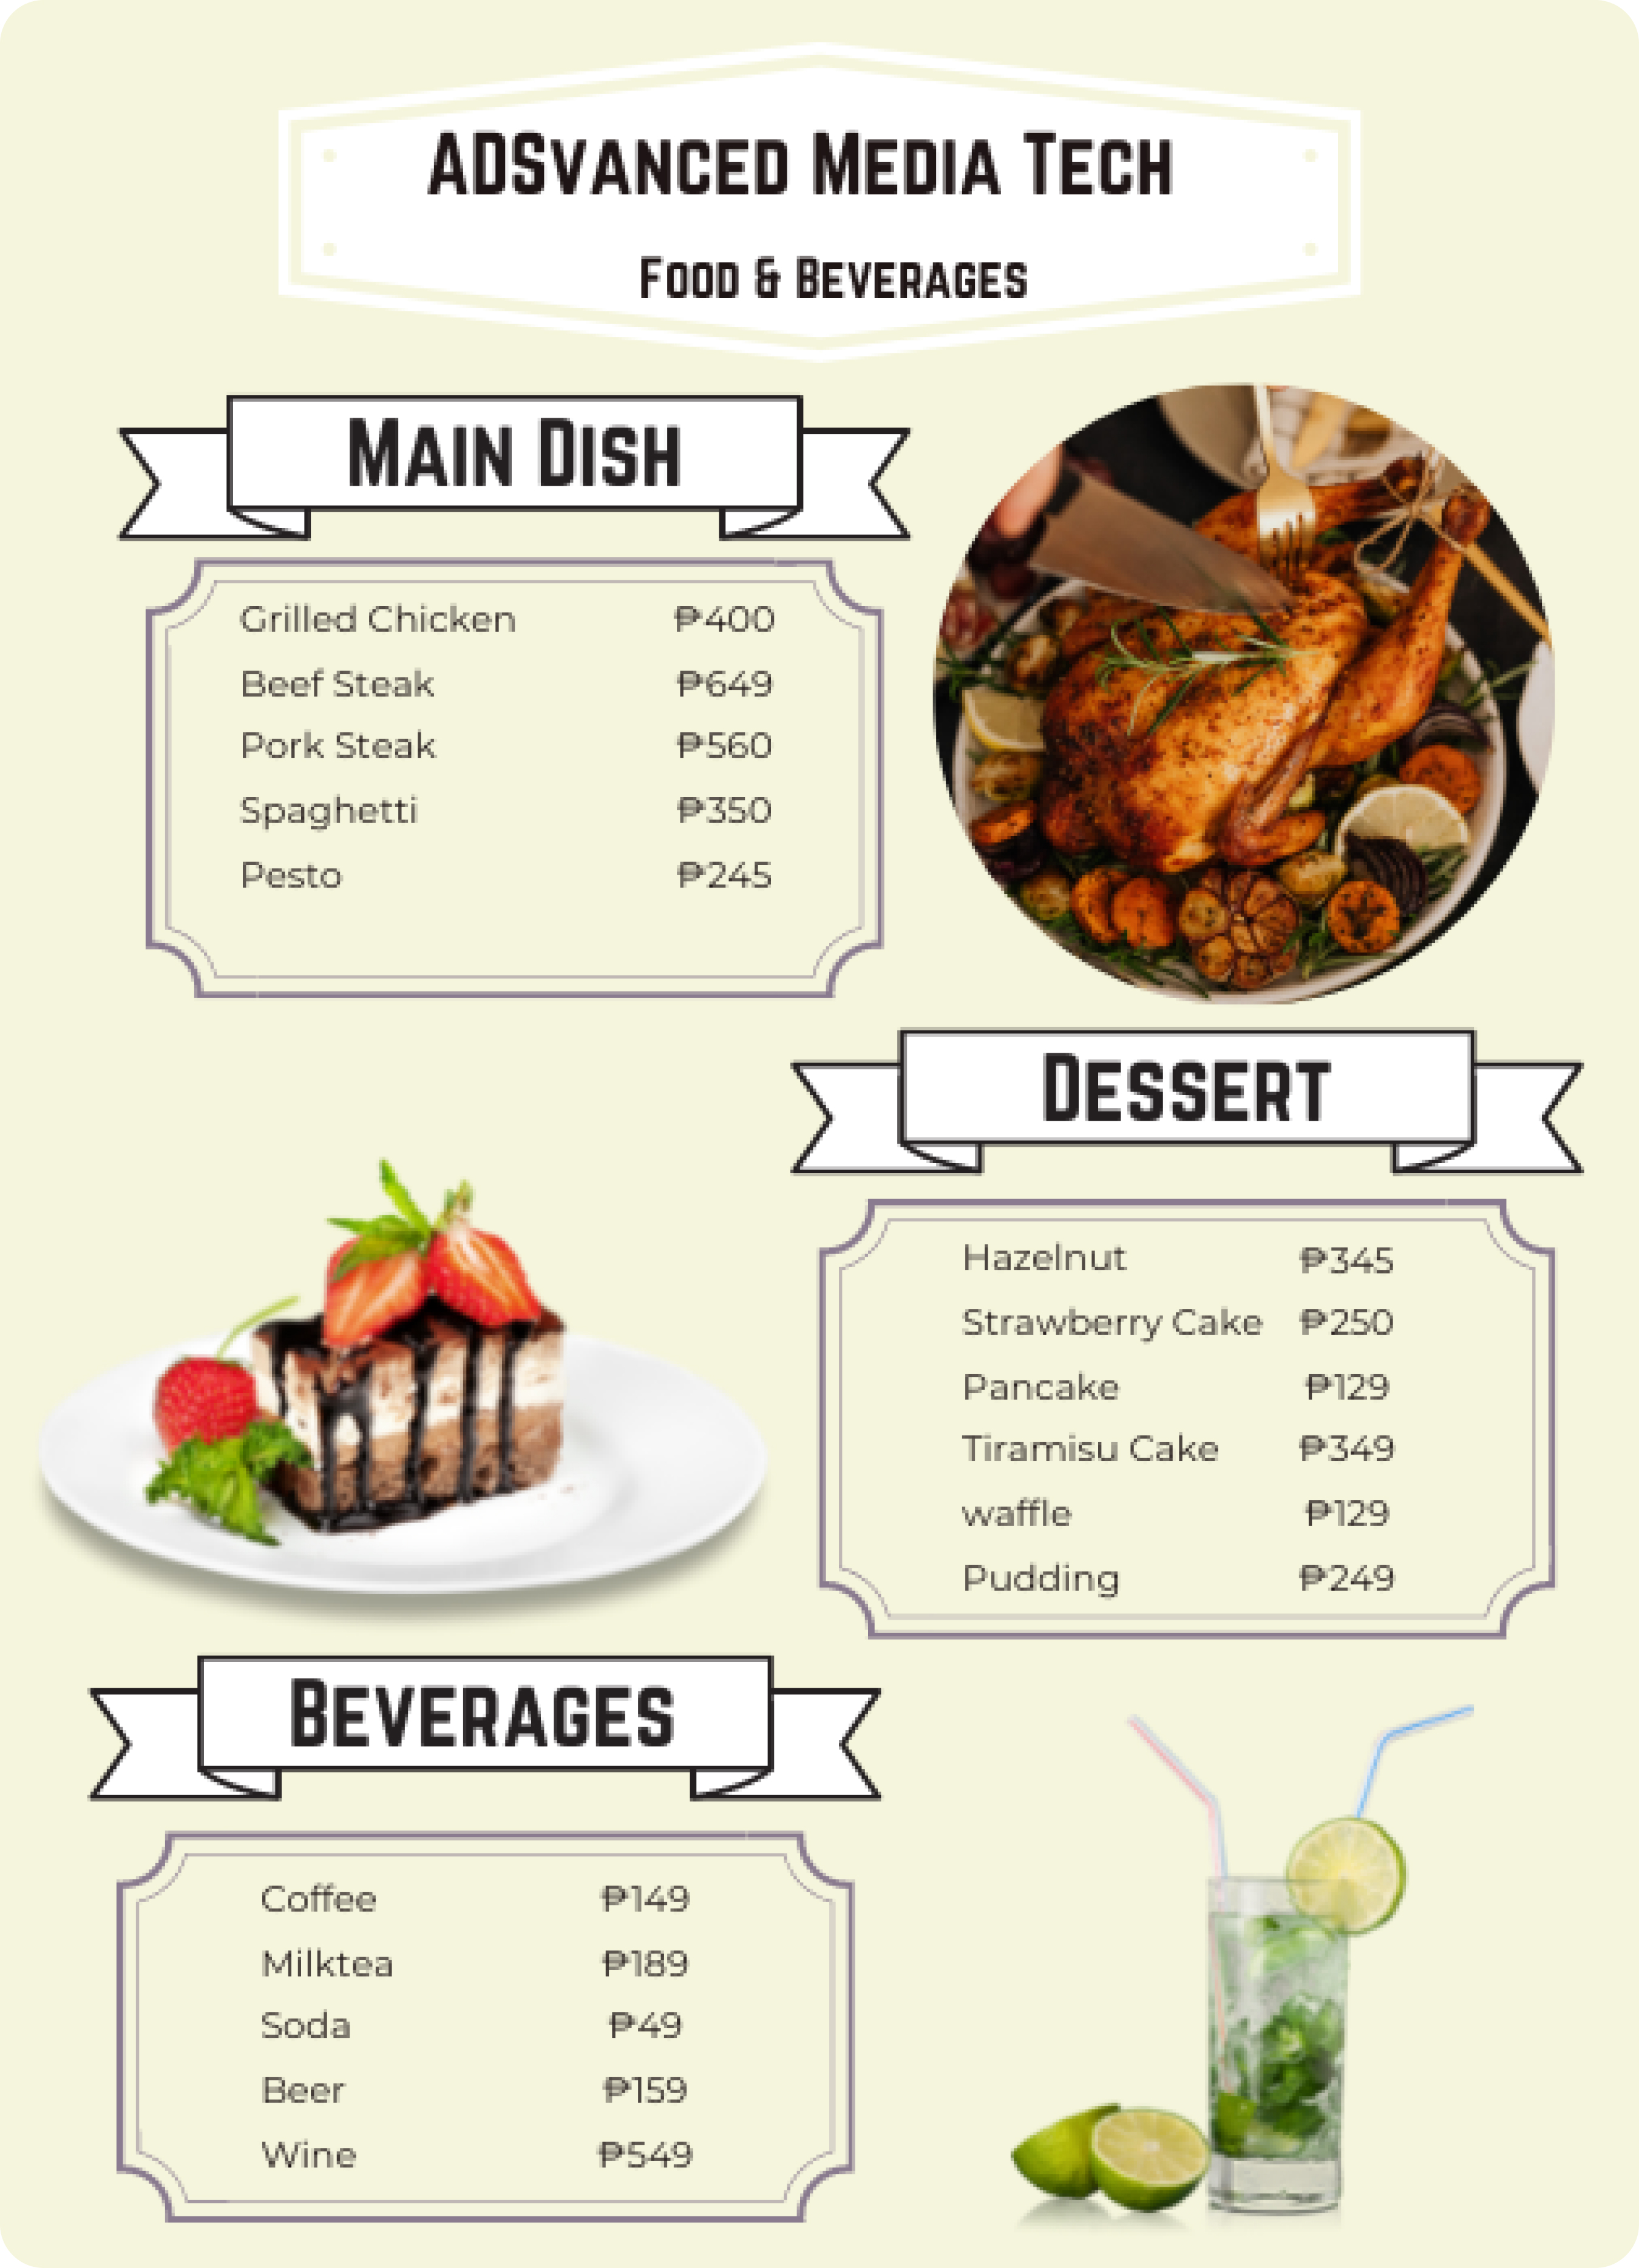 ADSvanced Media Tech
Food & Beverages
Main Dish
Grilled Chicken ₱400
Beef Steak ₱649
Pork Steak ₱560
Spaghetti ₱350
Pesto ₱245
Dessert
Hazelnut ₱345
Strawberry Cake ₱250
Pancake ₱129
Tiramisu Cake ₱349
waffle ₱129
Pudding ₱249
Beverages
Coffee ₱149
Milktea ₱189
Soda ₱49
Beer ₱159
Wine ₱549